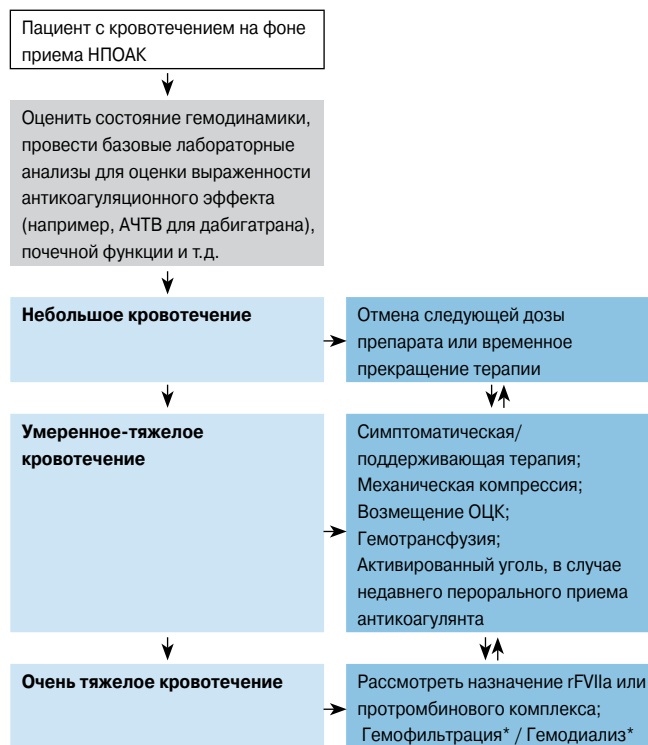 Пациент с кровотечением на фоне
приема НПОАК
Оценить состояние гемодинамики,
провести базовые лабораторные
анализы для оценки выраженности
антикоагуляционного эффекта
(например, АЧТВ для дабигатрана),
почечной функции и т.д.
Небольшое кровотечение
Отмена следующей дозы
препарата или временное
прекращение терапии
Умеренное-тяжелое
кровотечение
Симптоматическая/
поддерживающая терапия;
Механическая компрессия;
Возмещение ОЦК;
Гемотрансфузия;
Активированный уголь, в случае
недавнего перорального приема
антикоагулянта
Очень тяжелое кровотечение
Рассмотреть назначение rFVIIa или
протромбинового комплекса;
Гемофильтрация* / Гемодиализ*